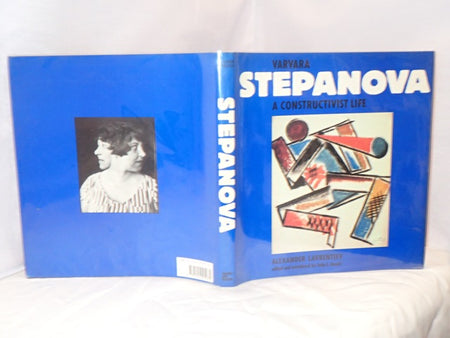 VARVARA
STEPANOVA
A CONSTRUCTIVIST LIFE
ALEXANDER LAVRENTIEV
STEPANOVA